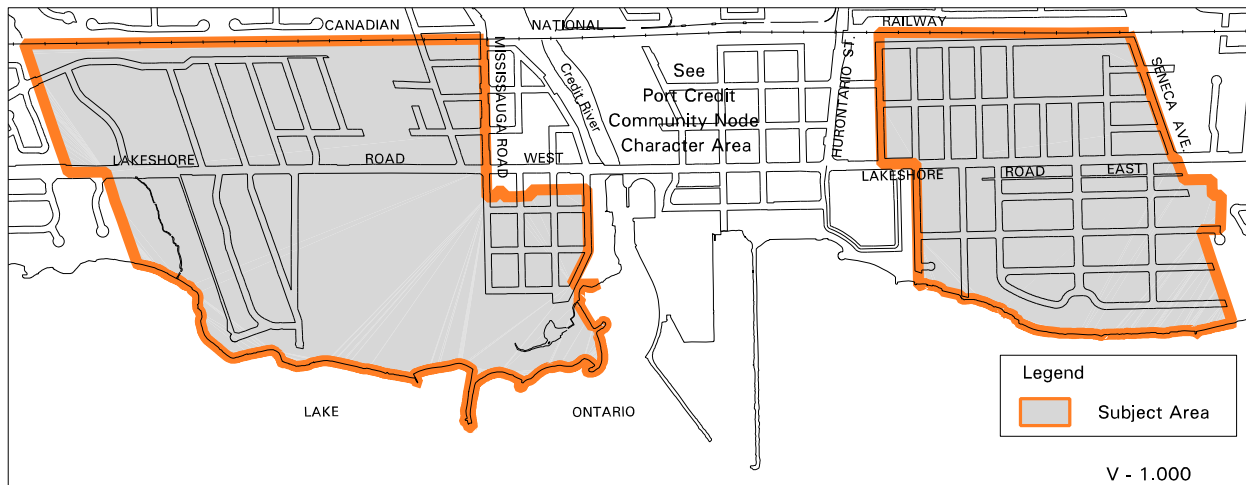 CANADIAN NATIONAL RAILWAY
MISSISSAUGA ROAD
Credit River
See
Port Credit
Community Node
Character Area
HURONTARIO ST.
SENECA AVE.
LAKESHORE ROAD WEST
LAKESHORE ROAD EAST
LAKE ONTARIO
Legend
Subject Area
V - 1.000